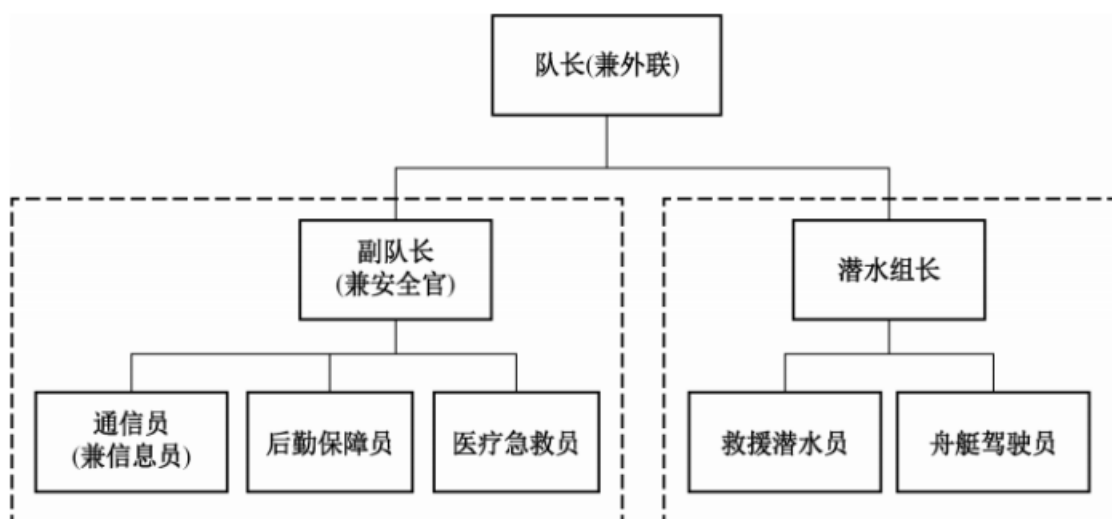 队长(兼外联)
副队长
(兼安全官)
潜水组长
通信员
(兼信息员)
后勤保障员
医疗急救员
救援潜水员
舟艇驾驶员